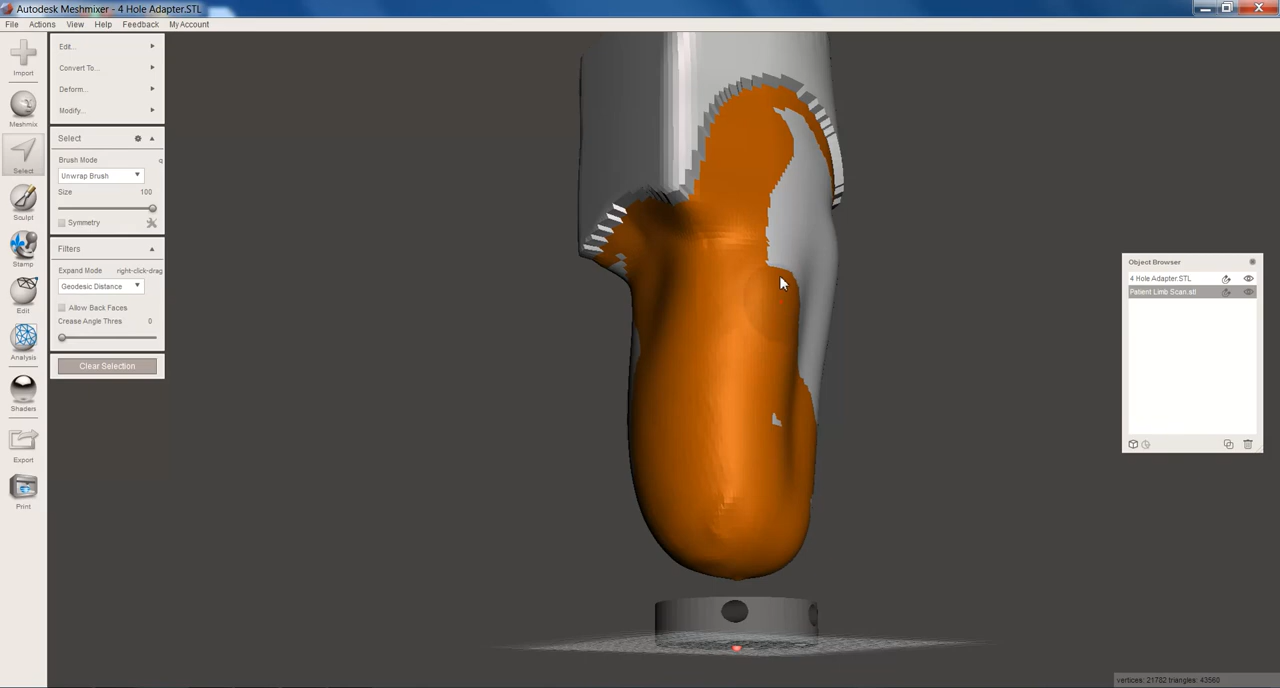 Autodesk Meshmixer - 4 Hole Adapter.STL
File Actions View Help Feedback My Account
Import
Meshmix
Select
Sculpt
Stamp
Edit
Analysis
Shaders
Export
Print
Edit...
Convert To...
Deform...
Modify...
Select
Brush Mode q
Unwrap Brush
Size 100
Symmetry
Filters
Expand Mode right-click-drag
Geodesic Distance
Allow Back Faces
Crease Angle Thres 0
Clear Selection
Object Browser
4 Hole Adapter.STL
Patient Limb Scan.stl
vertices: 21782 triangles: 43560